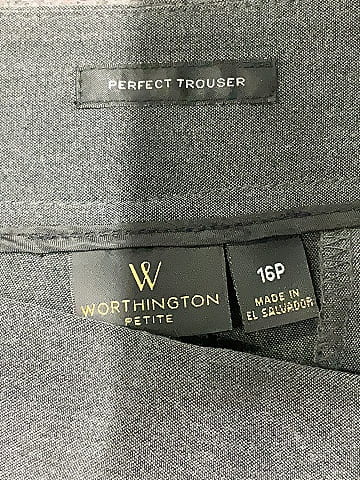 PERFECT TROUSER
W
WORTHINGTON
PETITE
16P
MADE IN
EL SALVADOR